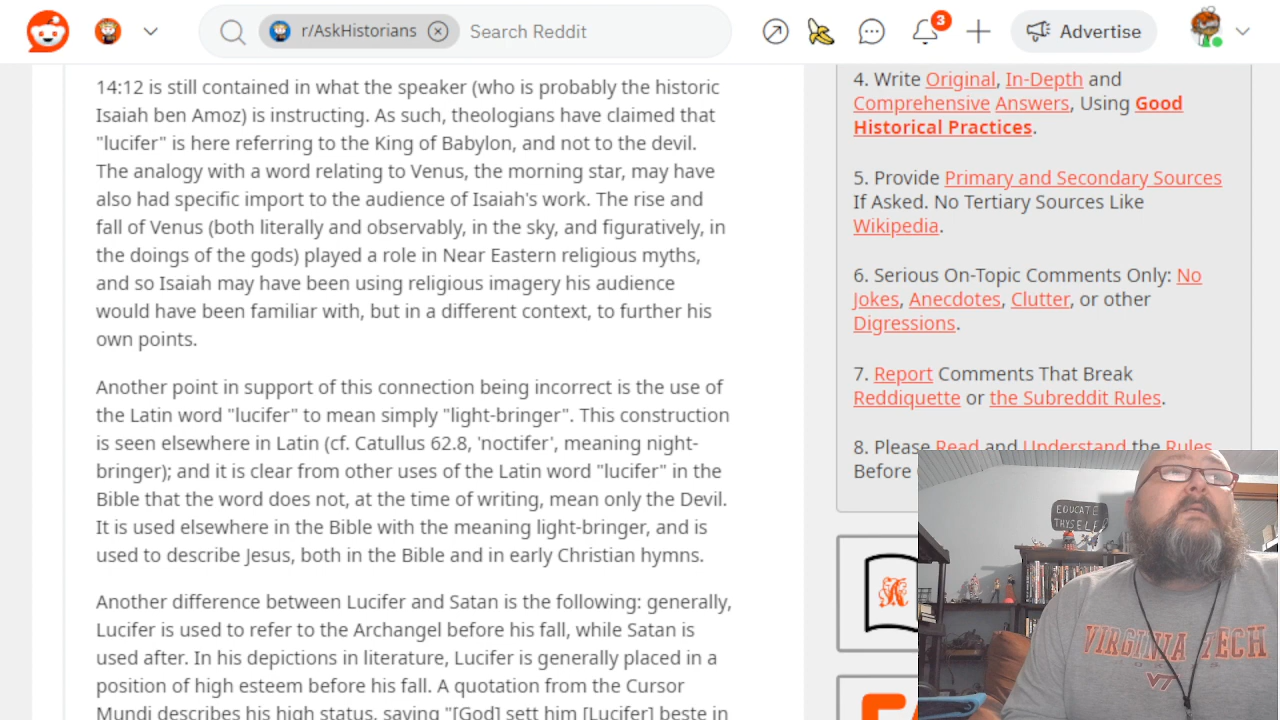 r/AskHistorians
Search Reddit
3
Advertise
14:12 is still contained in what the speaker (who is probably the historic
Isaiah ben Amoz) is instructing. As such, theologians have claimed that
"lucifer" is here referring to the King of Babylon, and not to the devil.
The analogy with a word relating to Venus, the morning star, may have
also had specific import to the audience of Isaiah's work. The rise and
fall of Venus (both literally and observably, in the sky, and figuratively, in
the doings of the gods) played a role in Near Eastern religious myths,
and so Isaiah may have been using religious imagery his audience
would have been familiar with, but in a different context, to further his
own points.
Another point in support of this connection being incorrect is the use of
the Latin word "lucifer" to mean simply "light-bringer". This construction
is seen elsewhere in Latin (cf. Catullus 62.8, 'noctifer', meaning night-
bringer); and it is clear from other uses of the Latin word "lucifer" in the
Bible that the word does not, at the time of writing, mean only the Devil.
It is used elsewhere in the Bible with the meaning light-bringer, and is
used to describe Jesus, both in the Bible and in early Christian hymns.
Another difference between Lucifer and Satan is the following: generally,
Lucifer is used to refer to the Archangel before his fall, while Satan is
used after. In his depictions in literature, Lucifer is generally placed in a
position of high esteem before his fall. A quotation from the Cursor
Mundi describes his high status, saying "[God] sett him [Lucifer] beste in
4. Write Original, In-Depth and
Comprehensive Answers, Using Good
Historical Practices.
5. Provide Primary and Secondary Sources
If Asked. No Tertiary Sources Like
Wikipedia.
6. Serious On-Topic Comments Only: No
Jokes, Anecdotes, Clutter, or other
Digressions.
7. Report Comments That Break
Reddiquette or the Subreddit Rules.
8. Please Read and Understand the Rules
Before
EDUCATE
THYSELF
VIRGINIA TECH
VT